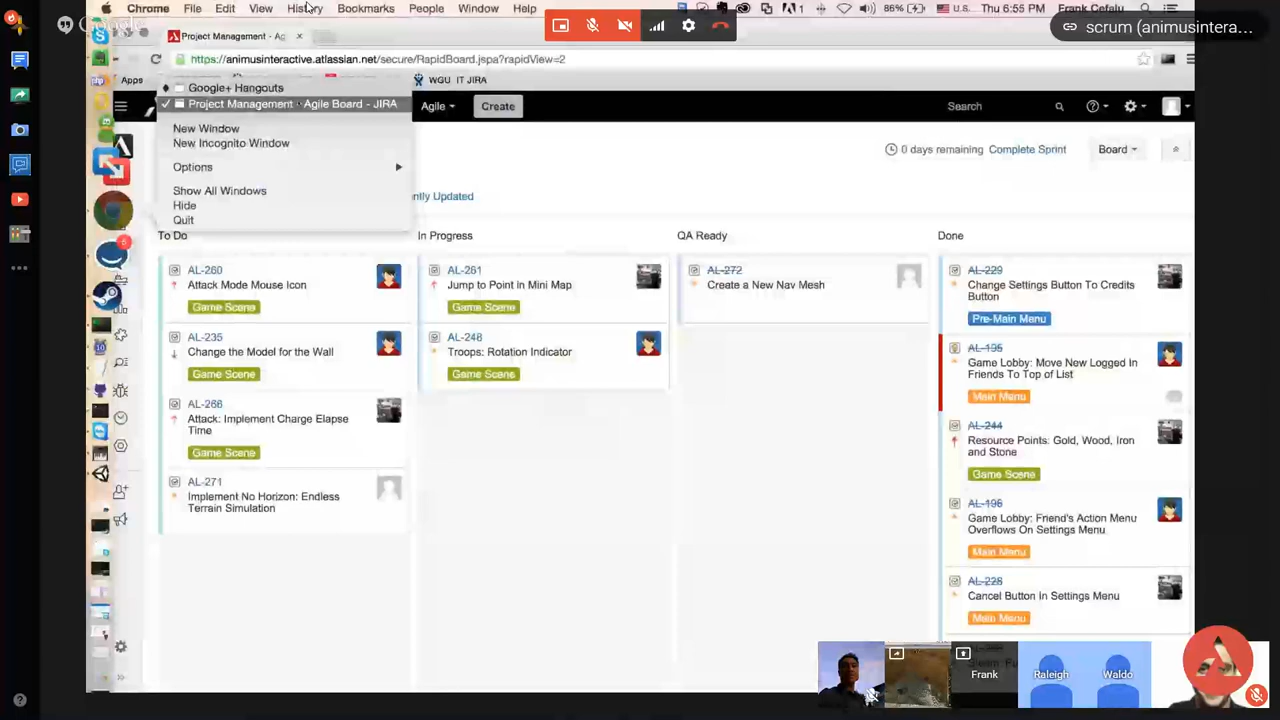 Chrome File Edit View History Bookmarks People Window Help
86% U.S. Thu 6:55 PM Frank Cefalu
Google
scrum (animusintera...
Project Management - Ag
https://animusinteractive.atlassian.net/secure/RapidBoard.jspa?rapidView=2
Apps
WGU IT JIRA
Google+ Hangouts
Project Management - Agile Board - JIRA
New Window
New Incognito Window
Options
Show All Windows
Hide
Quit
Agile
Create
Search
0 days remaining Complete Sprint
Board
ntly Updated
To Do
In Progress
QA Ready
Done
AL-260
Attack Mode Mouse Icon
Game Scene
AL-235
Change the Model for the Wall
Game Scene
AL-266
Attack: Implement Charge Elapse
Time
Game Scene
AL-271
Implement No Horizon: Endless
Terrain Simulation
AL-261
Jump to Point in Mini Map
Game Scene
AL-248
Troops: Rotation Indicator
Game Scene
AL-272
Create a New Nav Mesh
AL-229
Change Settings Button To Credits
Button
Pre-Main Menu
AL-195
Game Lobby: Move New Logged In
Friends To Top of List
Main Menu
AL-244
Resource Points: Gold, Wood, Iron
and Stone
Game Scene
AL-196
Game Lobby: Friend's Action Menu
Overflows On Settings Menu
Main Menu
AL-228
Cancel Button In Settings Menu
Main Menu
Frank
Raleigh
Waldo